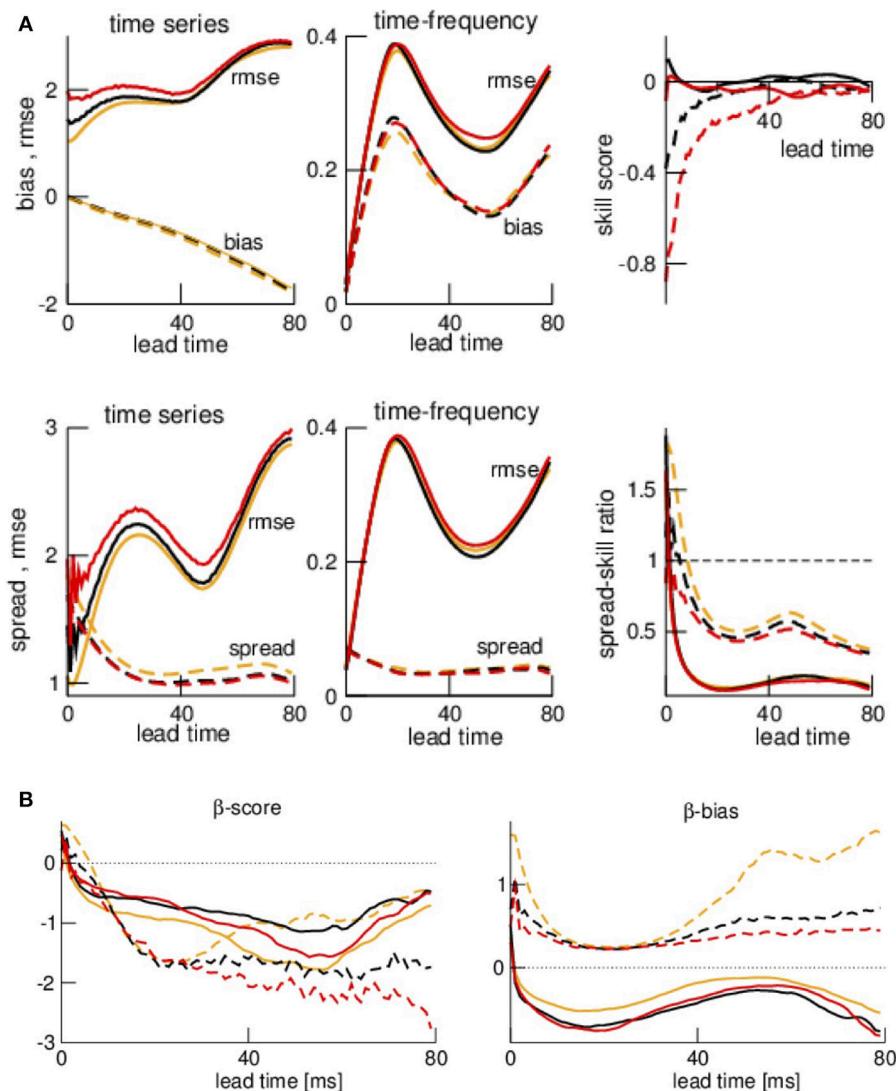 A
time series
time-frequency
2
0
-2
bias , rmse
rmse
bias
0 40 80
lead time
0.4
0.2
0
rmse
bias
0 40 80
lead time
0
-0.4
-0.8
skill score
40 80
lead time
time series
time-frequency
3
2
1
spread , rmse
rmse
spread
0 40 80
lead time
0.4
0.2
0
rmse
spread
0 40 80
lead time
1.5
1
0.5
spread-skill ratio
0 40 80
lead time
B
β-score
β-bias
0
-1
-2
-3
0 40 80
lead time [ms]
1
0
0 40 80
lead time [ms]